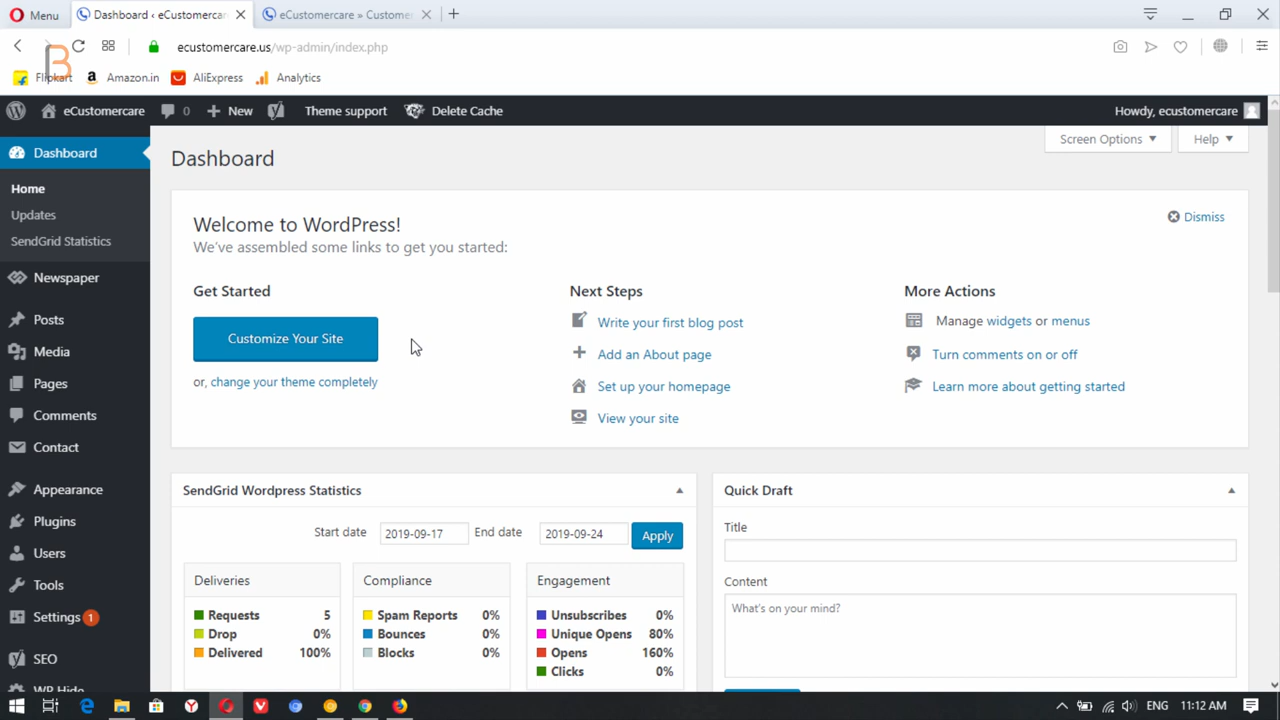 Menu
Dashboard ‹ eCustomercar
eCustomercare » Custome
ecustomercare.us/wp-admin/index.php
B
Flipkart
Amazon.in
AliExpress
Analytics
eCustomercare
0
New
Theme support
Delete Cache
Howdy, ecustomercare
Dashboard
Home
Updates
SendGrid Statistics
Newspaper
Posts
Media
Pages
Comments
Contact
Appearance
Plugins
Users
Tools
Settings 1
SEO
WP Hide
Screen Options
Help
Dashboard
Welcome to WordPress!
We've assembled some links to get you started:
Dismiss
Get Started
Customize Your Site
or, change your theme completely
Next Steps
Write your first blog post
Add an About page
Set up your homepage
View your site
More Actions
Manage widgets or menus
Turn comments on or off
Learn more about getting started
SendGrid Wordpress Statistics
Start date 2019-09-17 End date 2019-09-24 Apply
Deliveries
Requests 5
Drop 0%
Delivered 100%
Compliance
Spam Reports 0%
Bounces 0%
Blocks 0%
Engagement
Unsubscribes 0%
Unique Opens 80%
Opens 160%
Clicks 0%
Quick Draft
Title
Content
What's on your mind?
ENG
11:12 AM